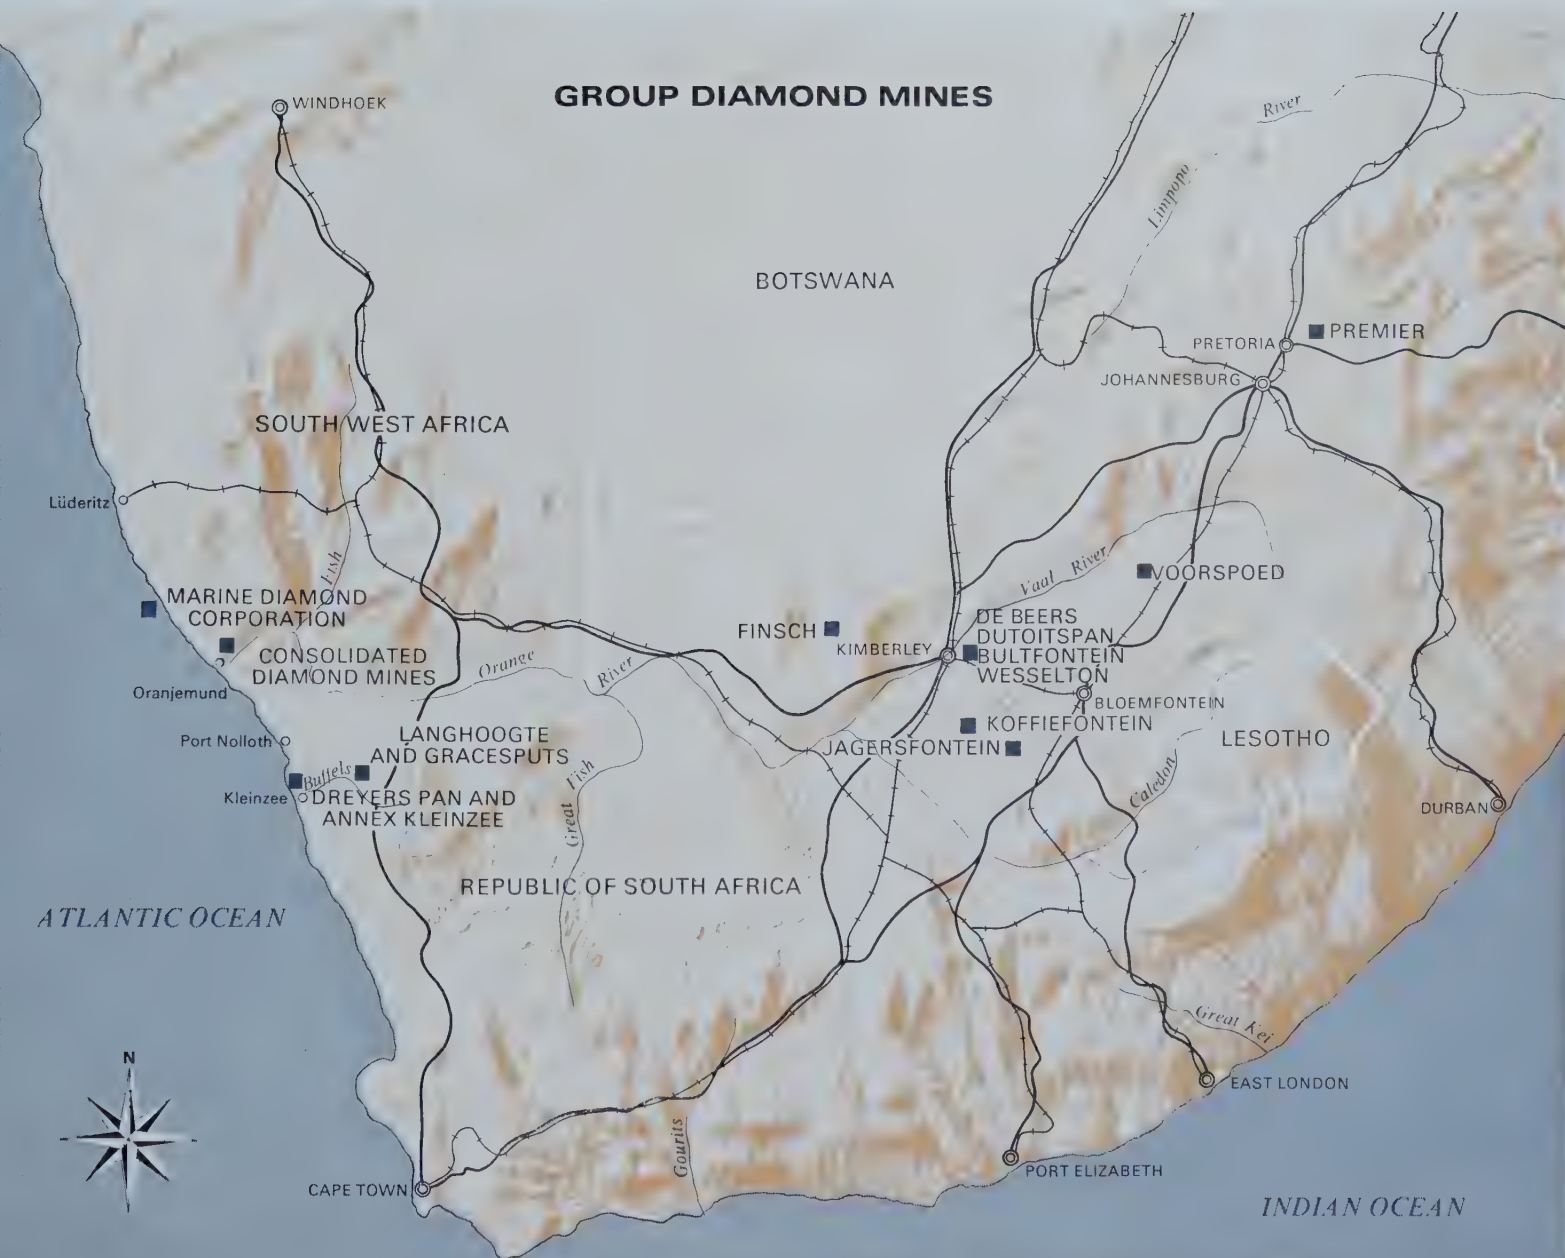 GROUP DIAMOND MINES
WINDHOEK
River
Limpopo
BOTSWANA
PREMIER
PRETORIA
JOHANNESBURG
SOUTH WEST AFRICA
Lüderitz
Fish
Vaal River
VOORSPOED
MARINE DIAMOND
CORPORATION
FINSCH
KIMBERLEY
DE BEERS
DUTOITSPAN
BULTFONTEIN
WESSELTON
CONSOLIDATED
DIAMOND MINES
Orange
River
Oranjemund
BLOEMFONTEIN
KOFFIEFONTEIN
JAGERSFONTEIN
LESOTHO
Port Nolloth
LANGHOOGTE
AND GRACESPUTS
Buffels
Kleinzee
DREYERS PAN AND
ANNEX KLEINZEE
Great Fish
Caledon
DURBAN
REPUBLIC OF SOUTH AFRICA
ATLANTIC OCEAN
Great Kei
N
EAST LONDON
Gourits
PORT ELIZABETH
CAPE TOWN
INDIAN OCEAN